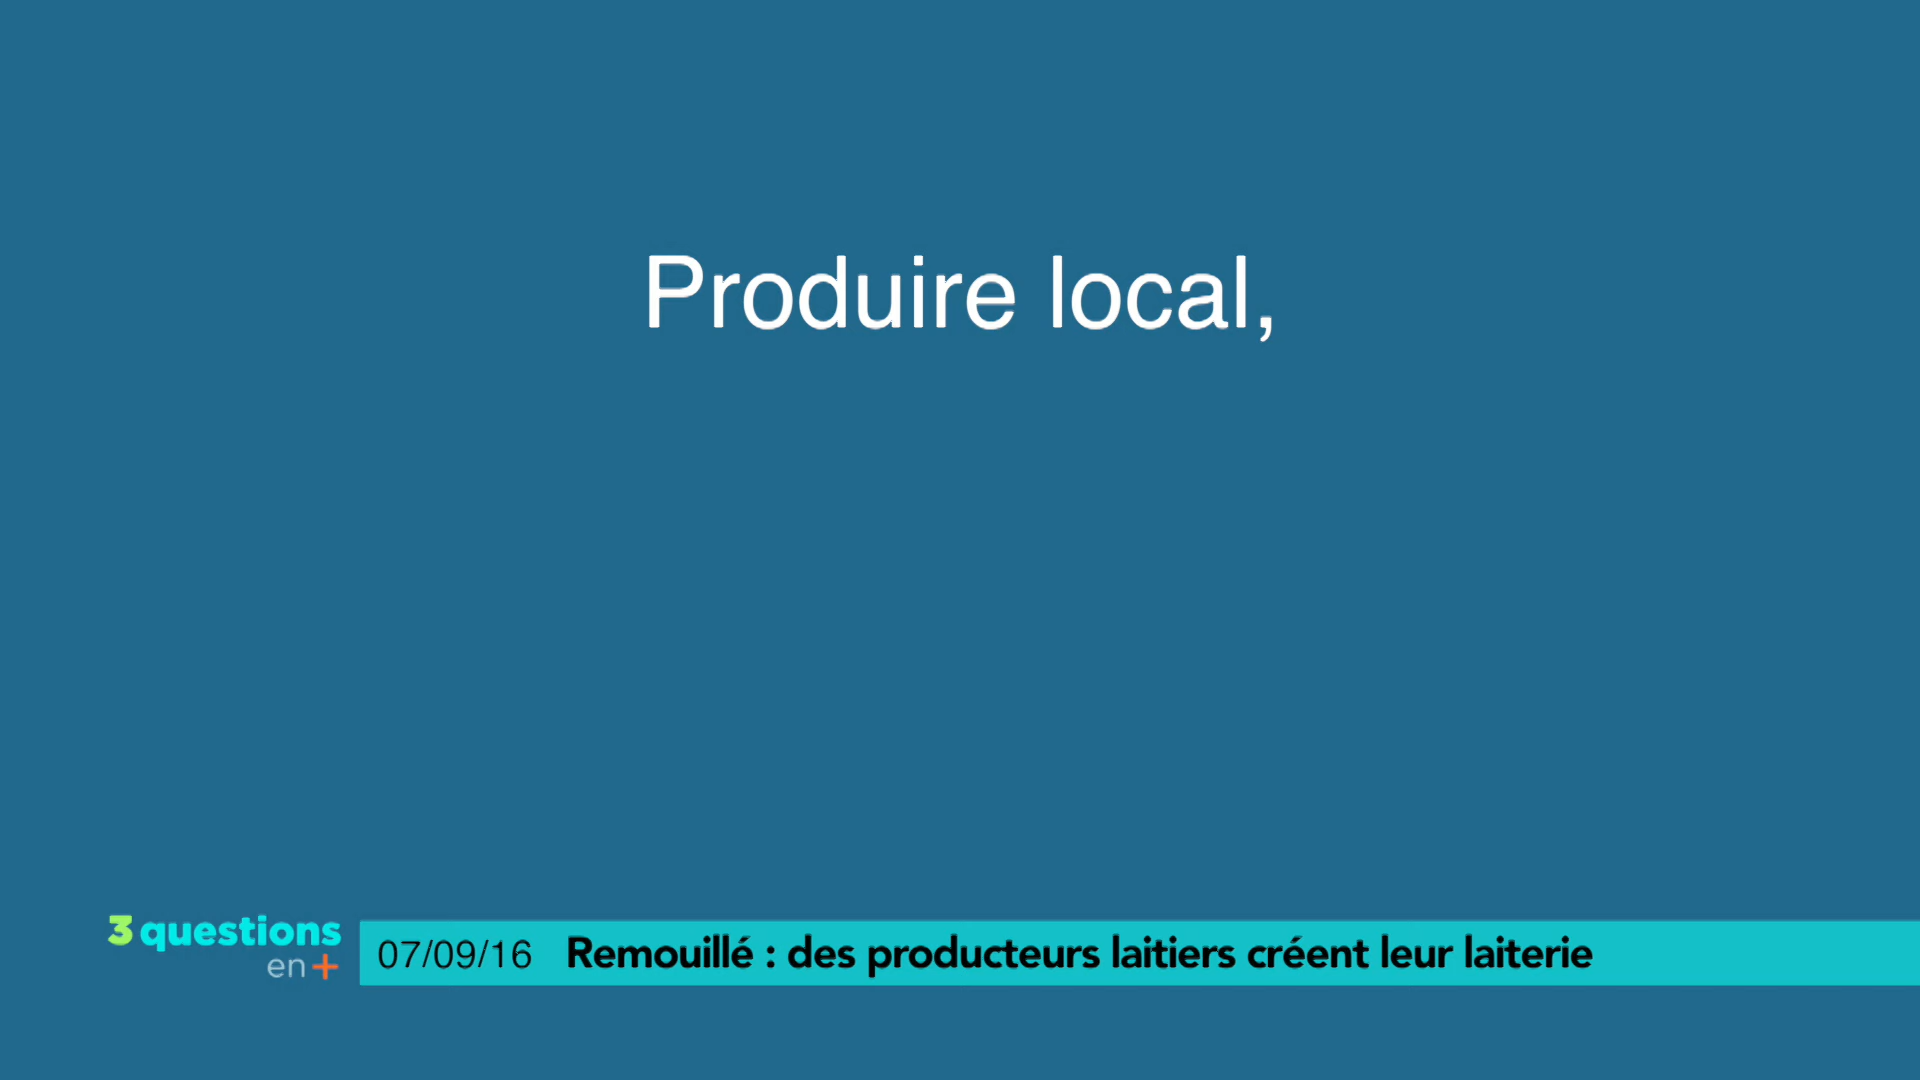 Produire local,
3 questions
en +
07/09/16 Remouillé : des producteurs laitiers créent leur laiterie